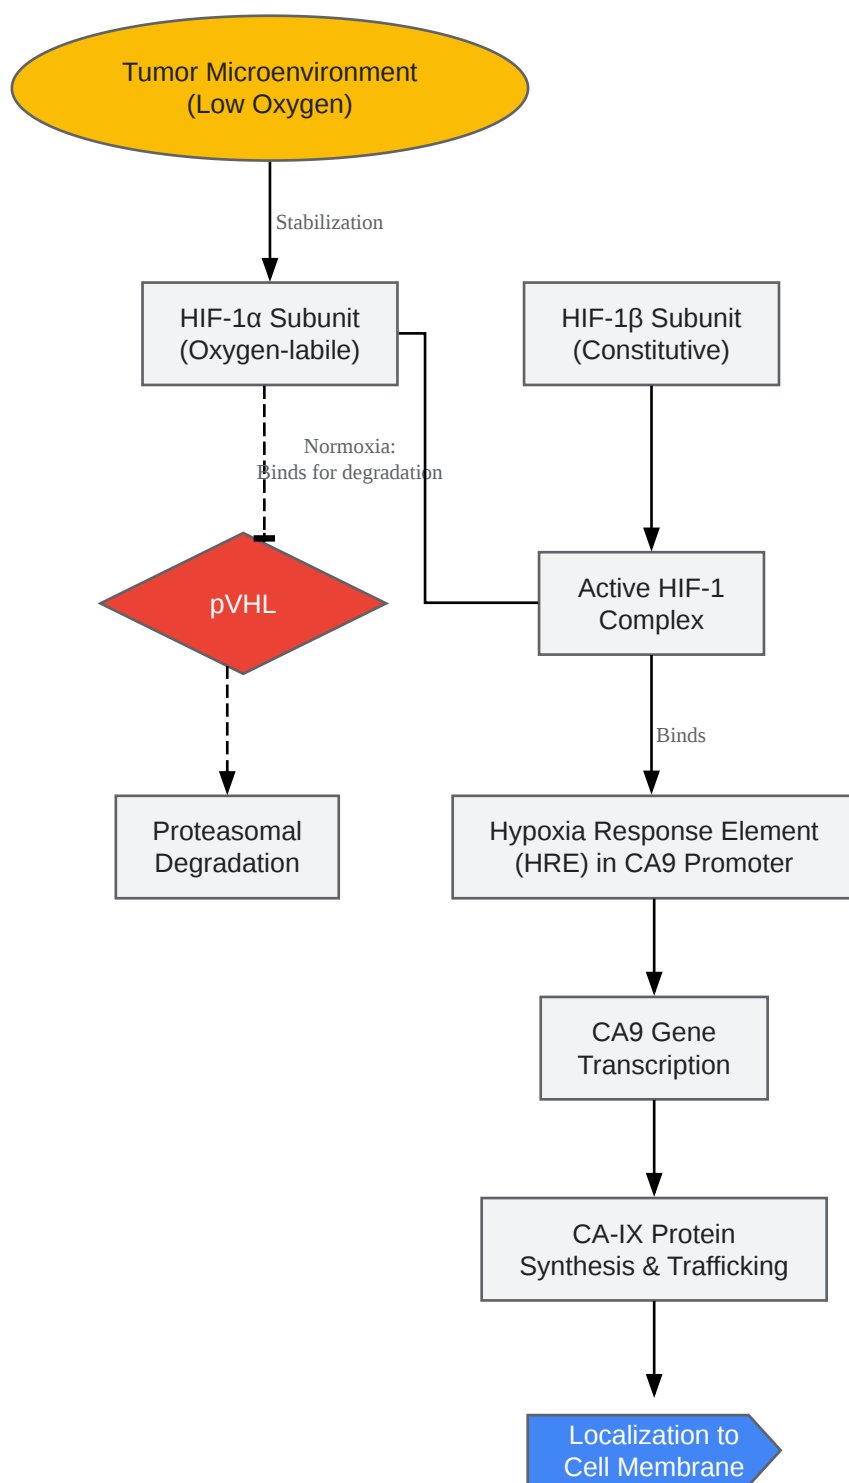 Tumor Microenvironment
(Low Oxygen)
Stabilization
HIF-1α Subunit
(Oxygen-labile)
HIF-1β Subunit
(Constitutive)
Normoxia:
Binds for degradation
pVHL
Active HIF-1
Complex
Binds
Proteasomal
Degradation
Hypoxia Response Element
(HRE) in CA9 Promoter
CA9 Gene
Transcription
CA-IX Protein
Synthesis & Trafficking
Localization to
Cell Membrane